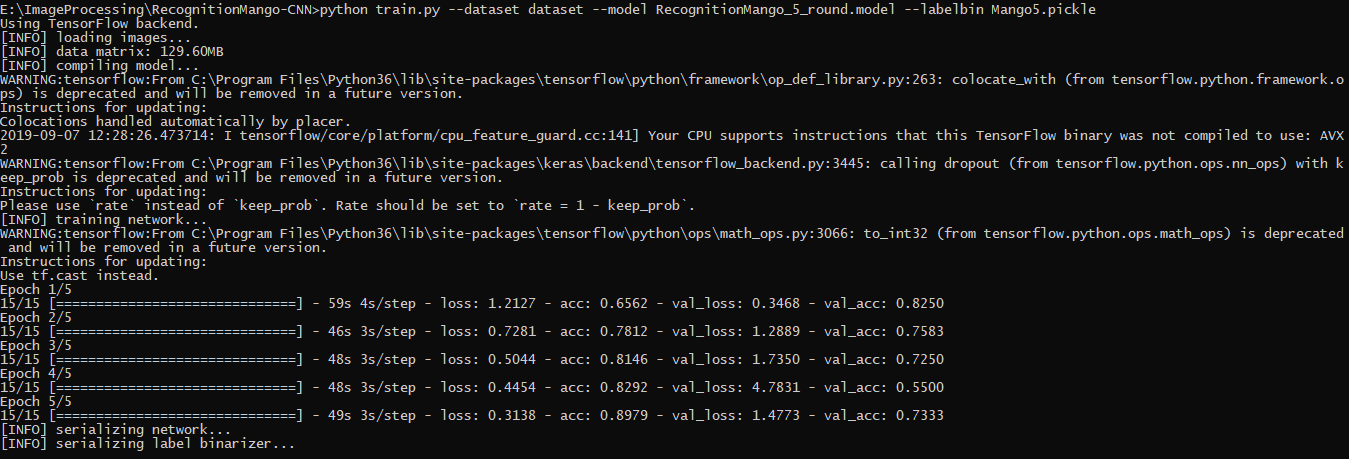 E:\ImageProcessing\RecognitionMango-CNN>python train.py --dataset dataset --model RecognitionMango_5_round.model --labelbin Mango5.pickle
Using TensorFlow backend.
[INFO] loading images...
[INFO] data matrix: 129.60MB
[INFO] compiling model...
WARNING:tensorflow:From C:\Program Files\Python36\lib\site-packages\tensorflow\python\framework\op_def_library.py:263: colocate_with (from tensorflow.python.framework.o
ps) is deprecated and will be removed in a future version.
Instructions for updating:
Colocations handled automatically by placer.
2019-09-07 12:28:26.473714: I tensorflow/core/platform/cpu_feature_guard.cc:141] Your CPU supports instructions that this TensorFlow binary was not compiled to use: AVX
2
WARNING:tensorflow:From C:\Program Files\Python36\lib\site-packages\keras\backend\tensorflow_backend.py:3445: calling dropout (from tensorflow.python.ops.nn_ops) with k
eep_prob is deprecated and will be removed in a future version.
Instructions for updating:
Please use `rate` instead of `keep_prob`. Rate should be set to `rate = 1 - keep_prob`.
[INFO] training network...
WARNING:tensorflow:From C:\Program Files\Python36\lib\site-packages\tensorflow\python\ops\math_ops.py:3066: to_int32 (from tensorflow.python.ops.math_ops) is deprecated
 and will be removed in a future version.
Instructions for updating:
Use tf.cast instead.
Epoch 1/5
15/15 [==============================] - 59s 4s/step - loss: 1.2127 - acc: 0.6562 - val_loss: 0.3468 - val_acc: 0.8250
Epoch 2/5
15/15 [==============================] - 46s 3s/step - loss: 0.7281 - acc: 0.7812 - val_loss: 1.2889 - val_acc: 0.7583
Epoch 3/5
15/15 [==============================] - 48s 3s/step - loss: 0.5044 - acc: 0.8146 - val_loss: 1.7350 - val_acc: 0.7250
Epoch 4/5
15/15 [==============================] - 48s 3s/step - loss: 0.4454 - acc: 0.8292 - val_loss: 4.7831 - val_acc: 0.5500
Epoch 5/5
15/15 [==============================] - 49s 3s/step - loss: 0.3138 - acc: 0.8979 - val_loss: 1.4773 - val_acc: 0.7333
[INFO] serializing network...
[INFO] serializing label binarizer...